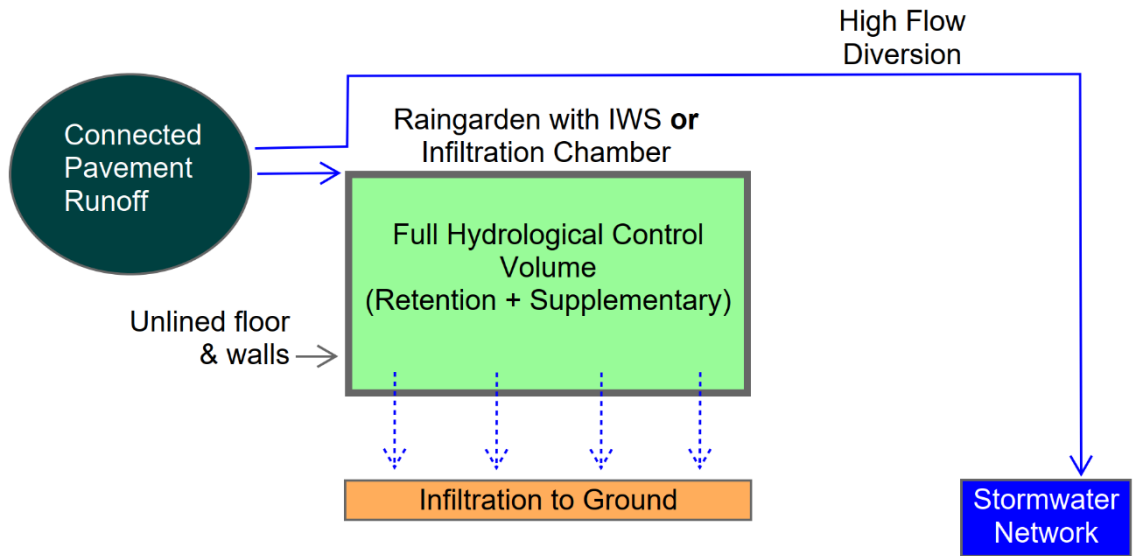 High Flow
Diversion
Connected
Pavement
Runoff
Raingarden with IWS or
Infiltration Chamber
Full Hydrological Control
Volume
(Retention + Supplementary)
Unlined floor
& walls
Infiltration to Ground
Stormwater
Network